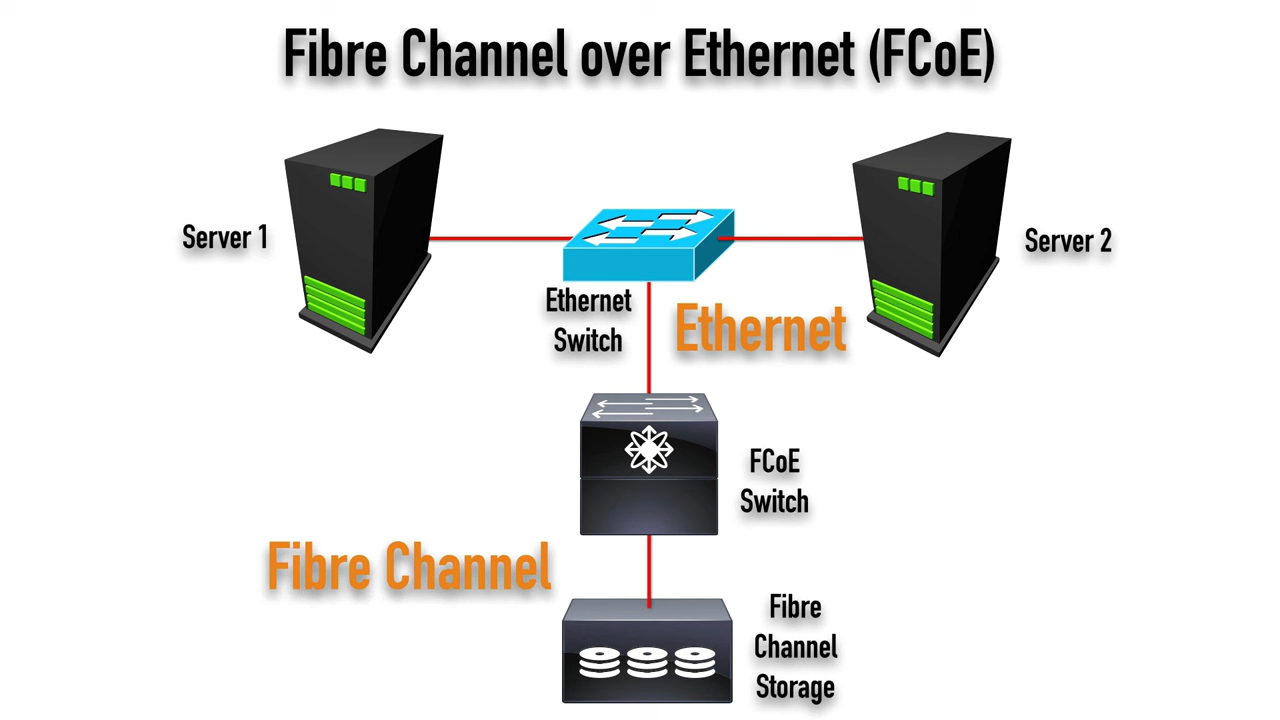 Fibre Channel over Ethernet (FCoE)
Server 1
Server 2
Ethernet
Switch
Ethernet
FCoE
Switch
Fibre Channel
Fibre
Channel
Storage